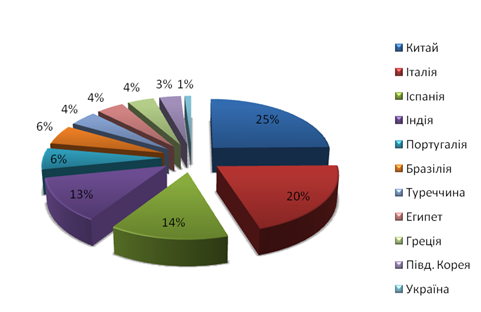 25%
20%
14%
13%
6%
6%
4%
4%
4%
3%
1%
Китай
Італія
Іспанія
Індія
Португалія
Бразілія
Туреччина
Египет
Греція
Півд. Корея
Україна